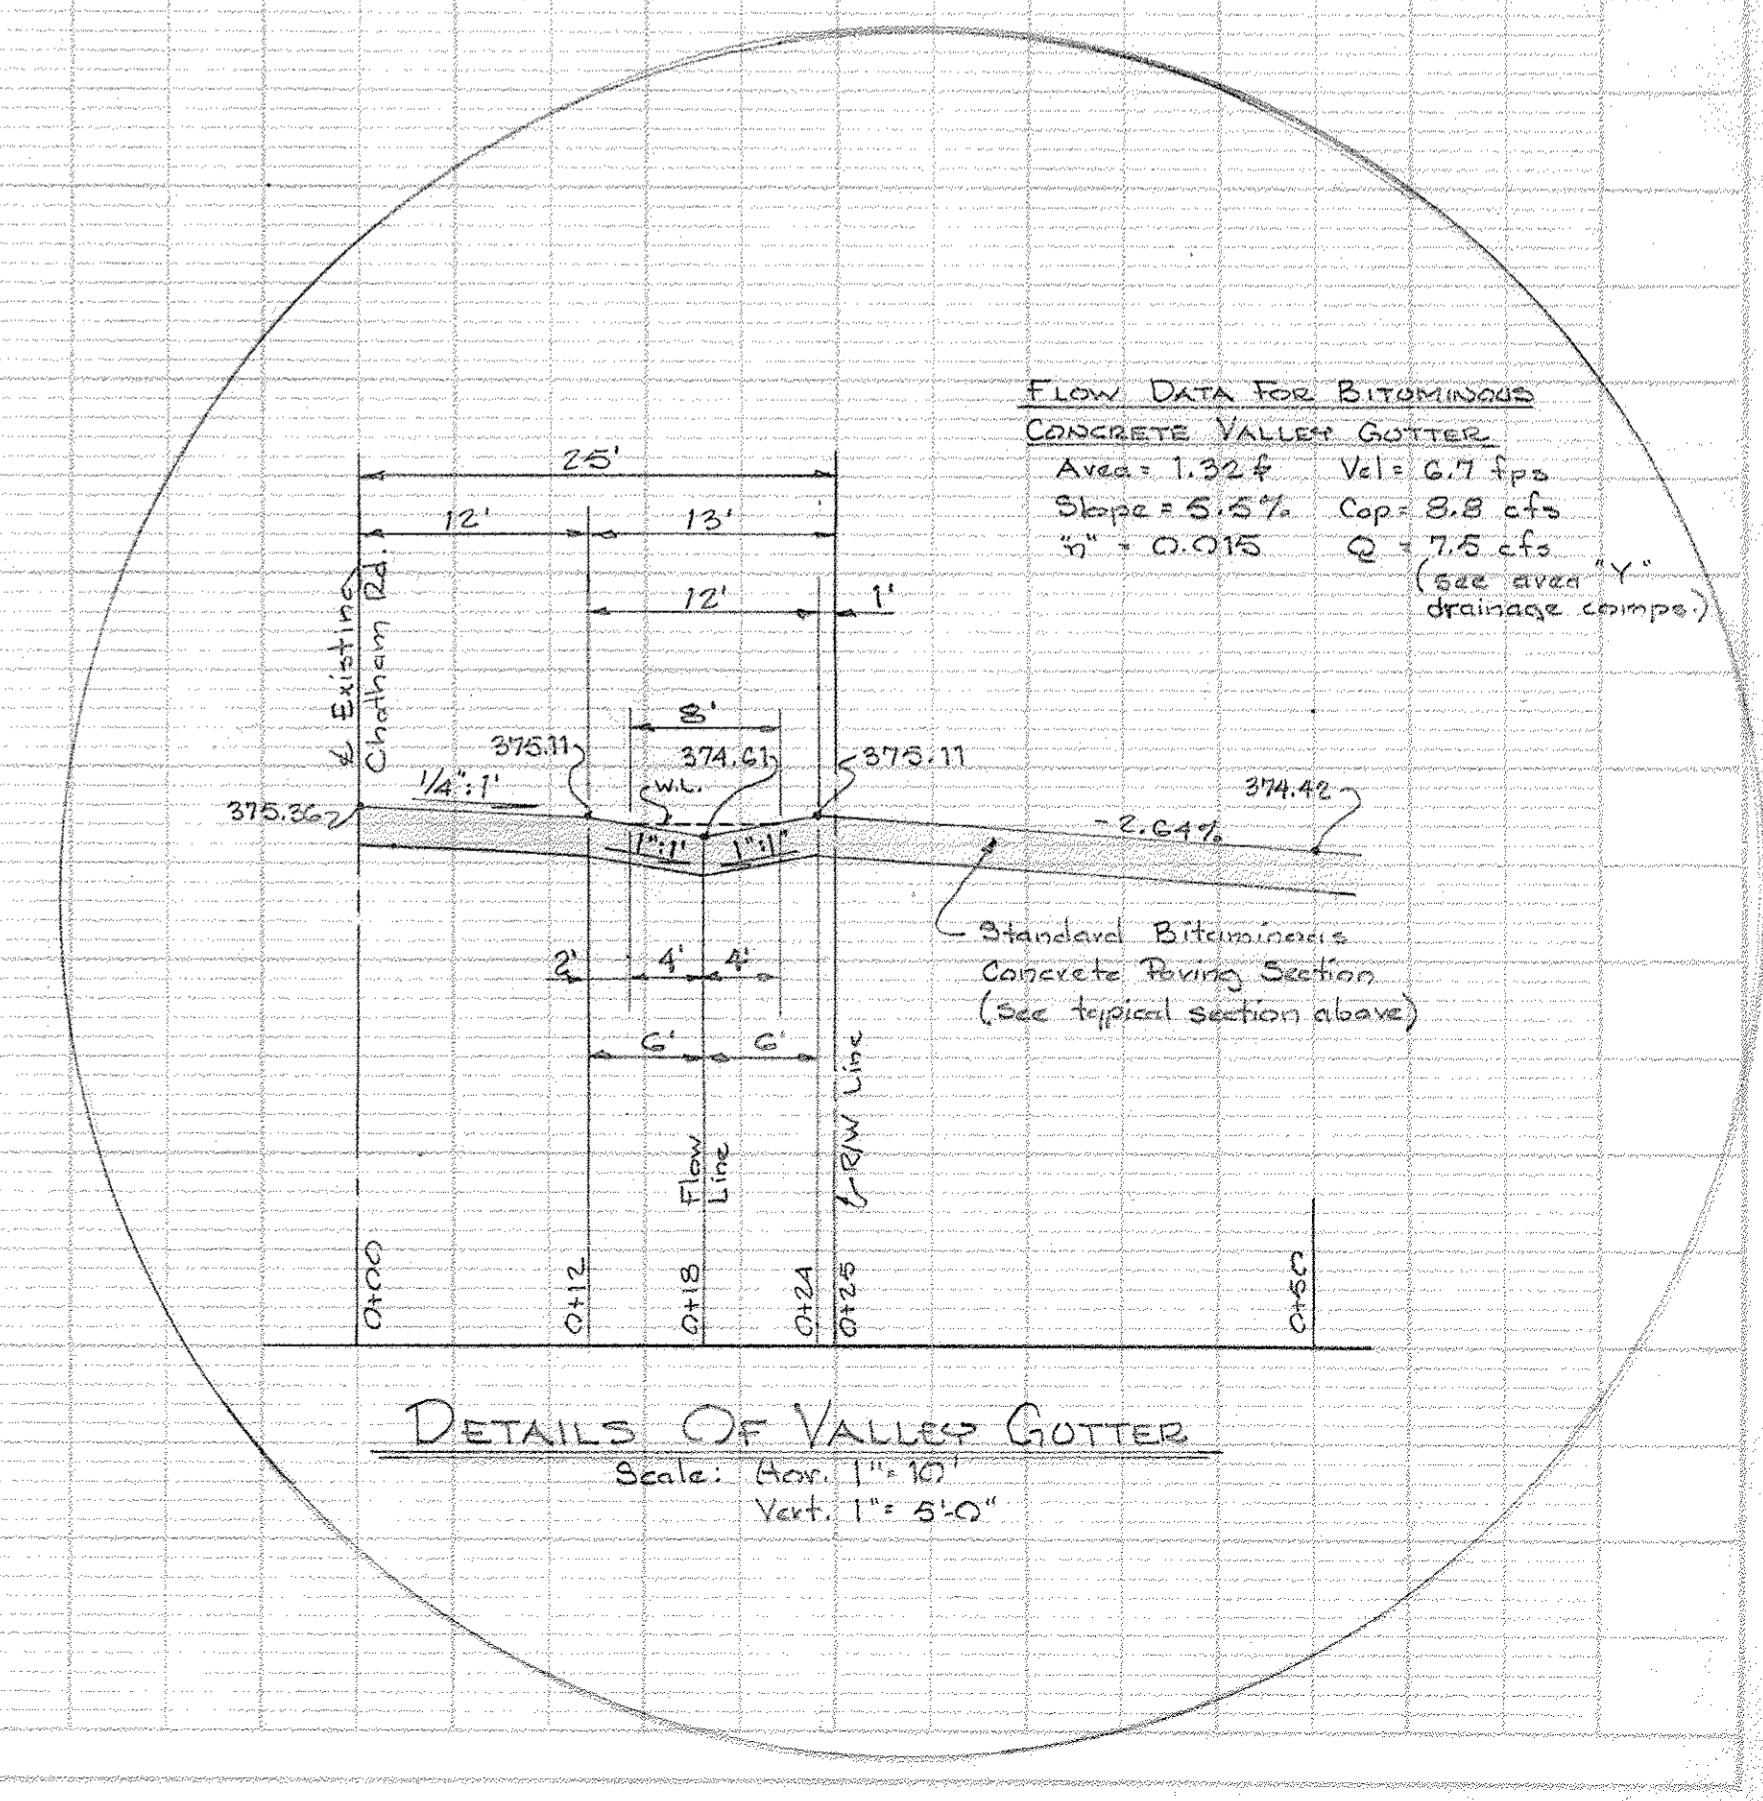 FLOW DATA FOR BITUMINOUS
CONCRETE VALLEY GUTTER
Area = 1.32 ⌿ Vel = 6.7 fps
Slope = 5.5% Cap = 8.8 cfs
"n" = 0.015 Q = 7.5 cfs
(see area "Y"
drainage comps.)
25'
12' 13'
12' 1'
8'
℄ Existing
Chatham Rd.
375.11 374.61 375.11
1/4":1' W.L. 374.42
375.36
1":1' 1":1' -2.64%
Standard Bituminous
Concrete Paving Section
(See typical section above)
2' 4' 4'
6' 6'
Flow
Line
R/W Line
0+00 0+12 0+18 0+24 0+25 0+50
DETAILS OF VALLEY GUTTER
Scale: Hor. 1"=10'
Vert. 1"= 5'-0"